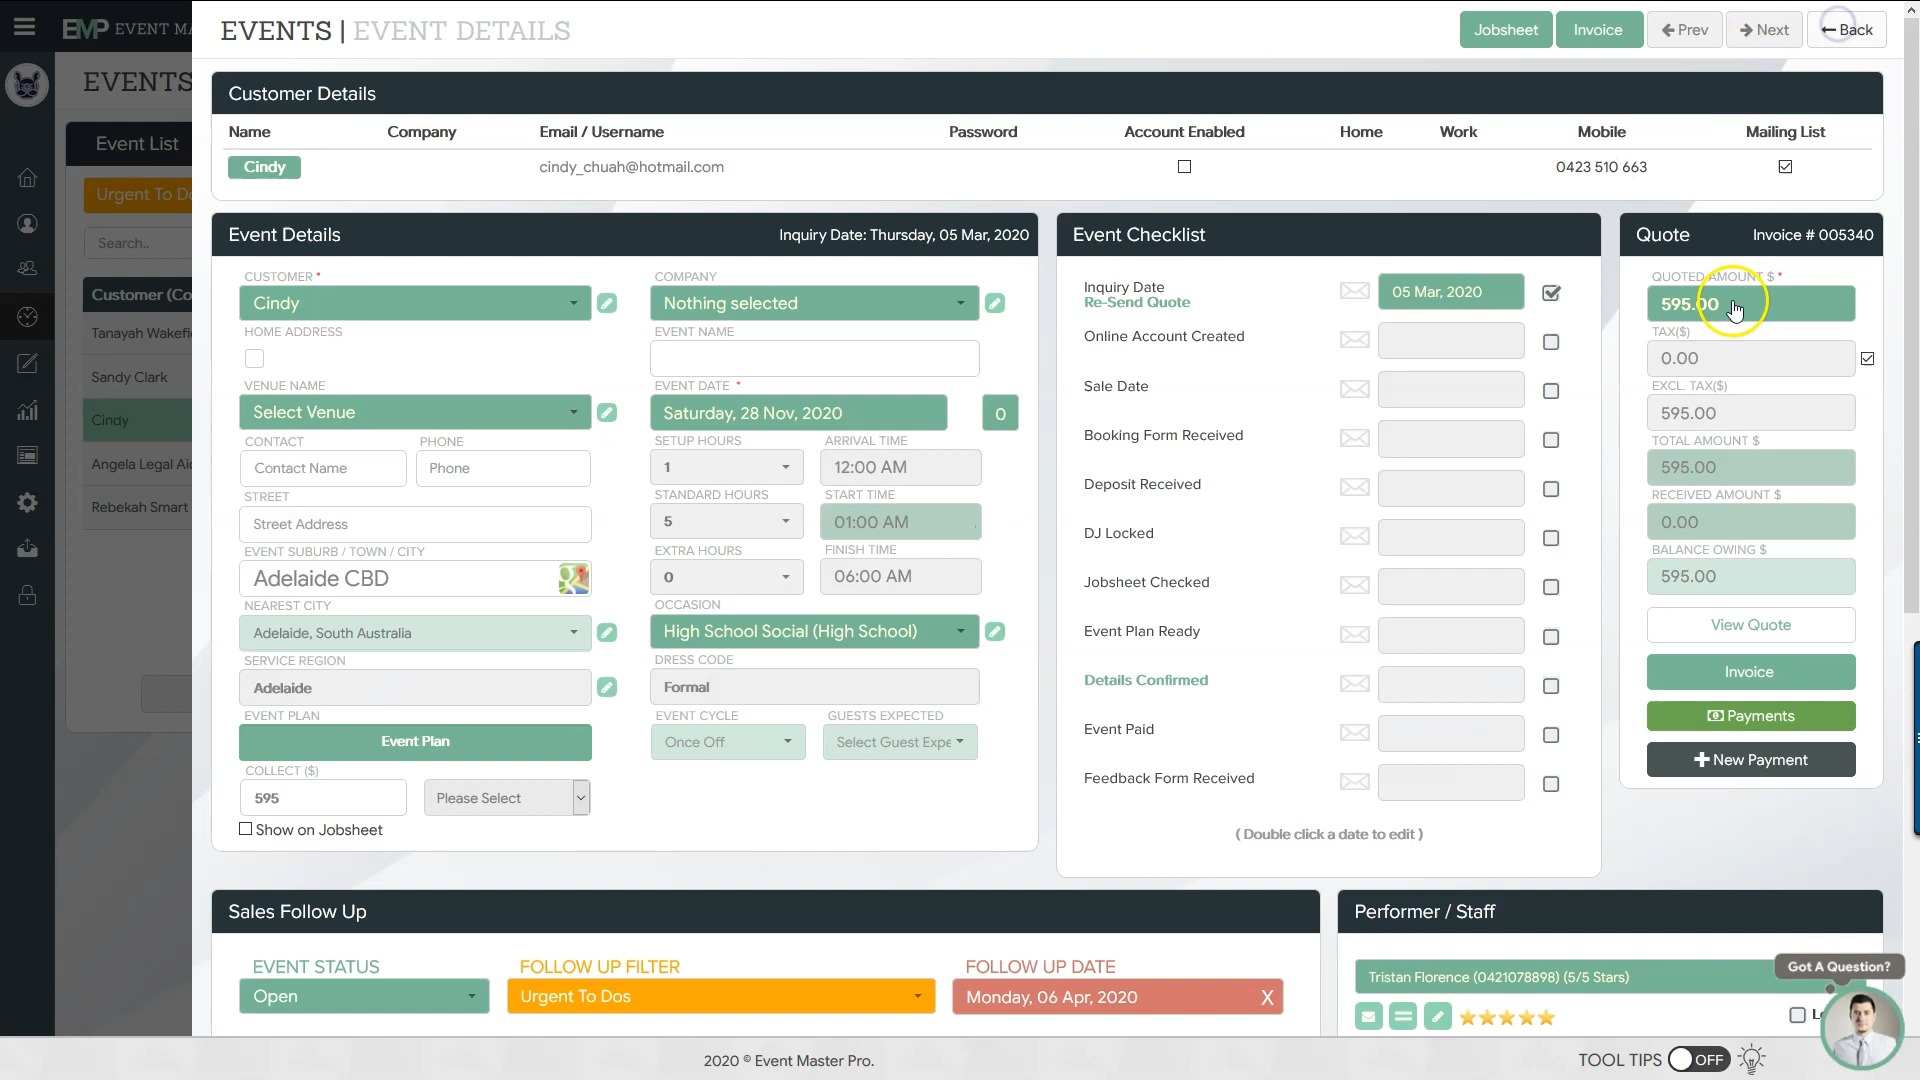 EMP EVENT MA
EVENTS | EVENT DETAILS
Jobsheet
Invoice
Prev
Next
Back
EVENTS
Event List
Urgent To Do
Search..
Customer (Co
Tanayah Wakefie
Sandy Clark
Cindy
Angela Legal Aid
Rebekah Smart
Customer Details
Name Company Email / Username Password Account Enabled Home Work Mobile Mailing List
Cindy cindy_chuah@hotmail.com 0423 510 663
Event Details Inquiry Date: Thursday, 05 Mar, 2020
CUSTOMER *
Cindy
HOME ADDRESS
VENUE NAME
Select Venue
CONTACT PHONE
Contact Name Phone
STREET
Street Address
EVENT SUBURB / TOWN / CITY
Adelaide CBD
NEAREST CITY
Adelaide, South Australia
SERVICE REGION
Adelaide
EVENT PLAN
Event Plan
COLLECT ($)
595 Please Select
Show on Jobsheet
COMPANY
Nothing selected
EVENT NAME
EVENT DATE *
Saturday, 28 Nov, 2020 0
SETUP HOURS ARRIVAL TIME
1 12:00 AM
STANDARD HOURS START TIME
5 01:00 AM
EXTRA HOURS FINISH TIME
0 06:00 AM
OCCASION
High School Social (High School)
DRESS CODE
Formal
EVENT CYCLE GUESTS EXPECTED
Once Off Select Guest Expe
Event Checklist
Inquiry Date 05 Mar, 2020
Re-Send Quote
Online Account Created
Sale Date
Booking Form Received
Deposit Received
DJ Locked
Jobsheet Checked
Event Plan Ready
Details Confirmed
Event Paid
Feedback Form Received
( Double click a date to edit )
Quote Invoice # 005340
QUOTED AMOUNT $ *
595.00
TAX($)
0.00
EXCL. TAX($)
595.00
TOTAL AMOUNT $
595.00
RECEIVED AMOUNT $
0.00
BALANCE OWING $
595.00
View Quote
Invoice
Payments
New Payment
Sales Follow Up
EVENT STATUS FOLLOW UP FILTER FOLLOW UP DATE
Open Urgent To Dos Monday, 06 Apr, 2020 X
Performer / Staff
Tristan Florence (0421078898) (5/5 Stars)
Got A Question?
2020 © Event Master Pro.
TOOL TIPS OFF